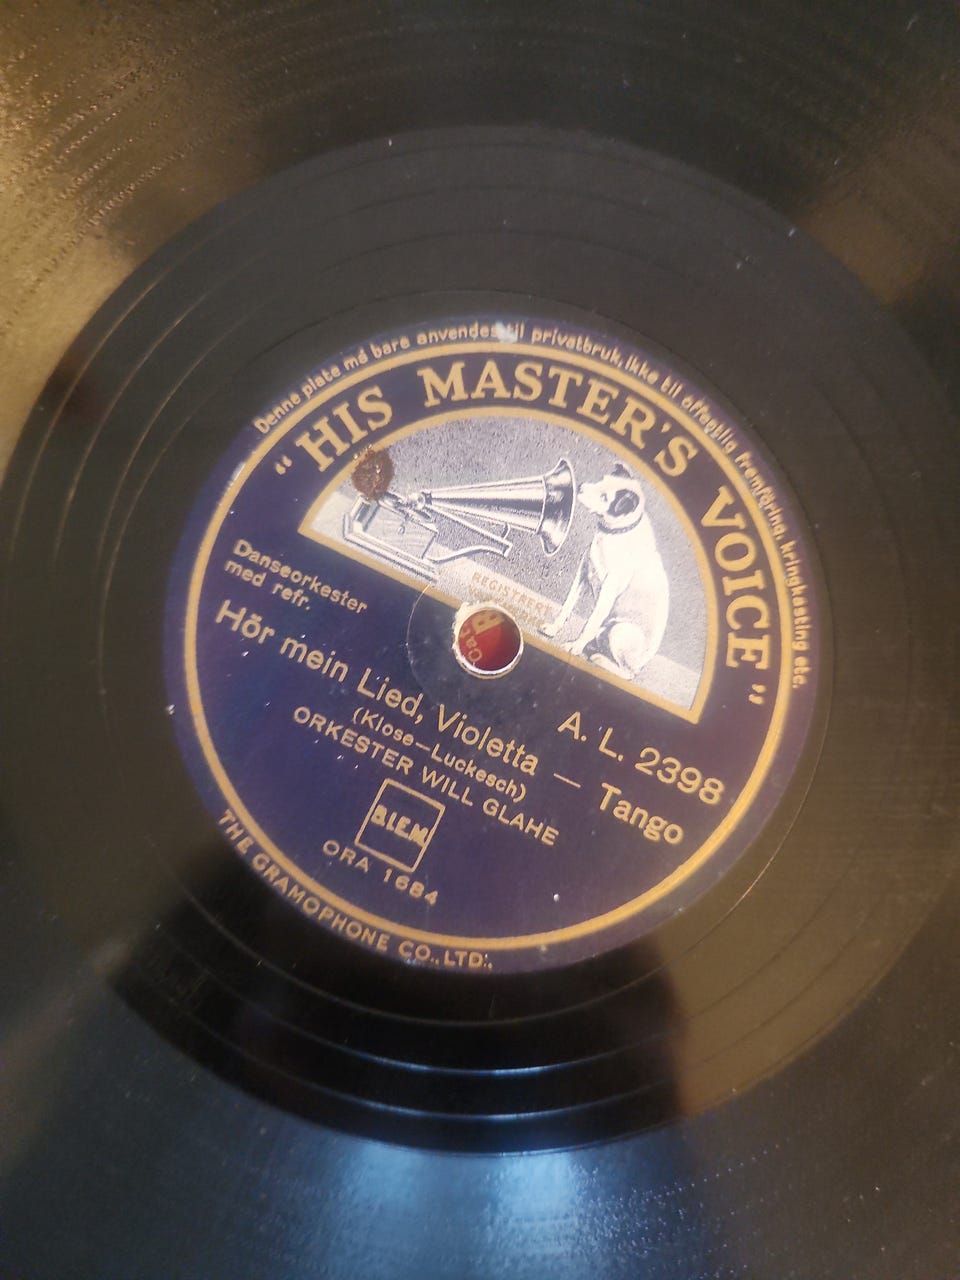 Denne plate må bare anvendes til privatbruk, ikke til offentlig fremføring, kringkasting etc.
"HIS MASTER'S VOICE"
REGISTRERT
Danseorkester
med refr.
A. L. 2398
Hör mein Lied, Violetta — Tango
(Klose—Luckesch)
ORKESTER WILL GLAHE
B.I.E.M.
ORA 1684
THE GRAMOPHONE CO., LTD.